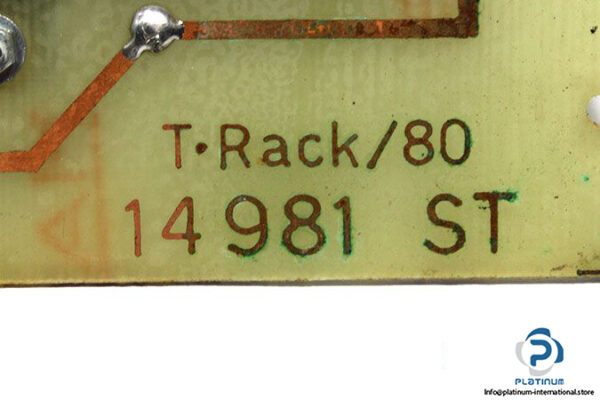 T·Rack/80
14981 ST
PLATINUM
Info@platinum-international.store